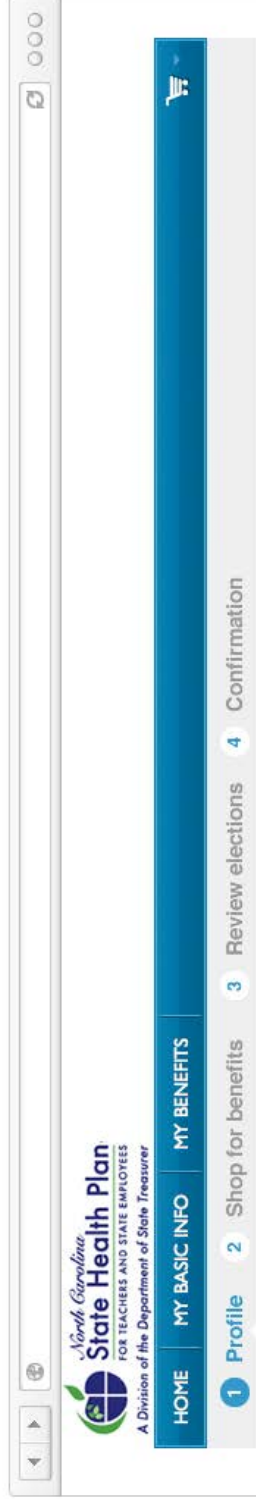 North Carolina
State Health Plan
FOR TEACHERS AND STATE EMPLOYEES
A Division of the Department of State Treasurer
HOME MY BASIC INFO MY BENEFITS
1 Profile 2 Shop for benefits 3 Review elections 4 Confirmation